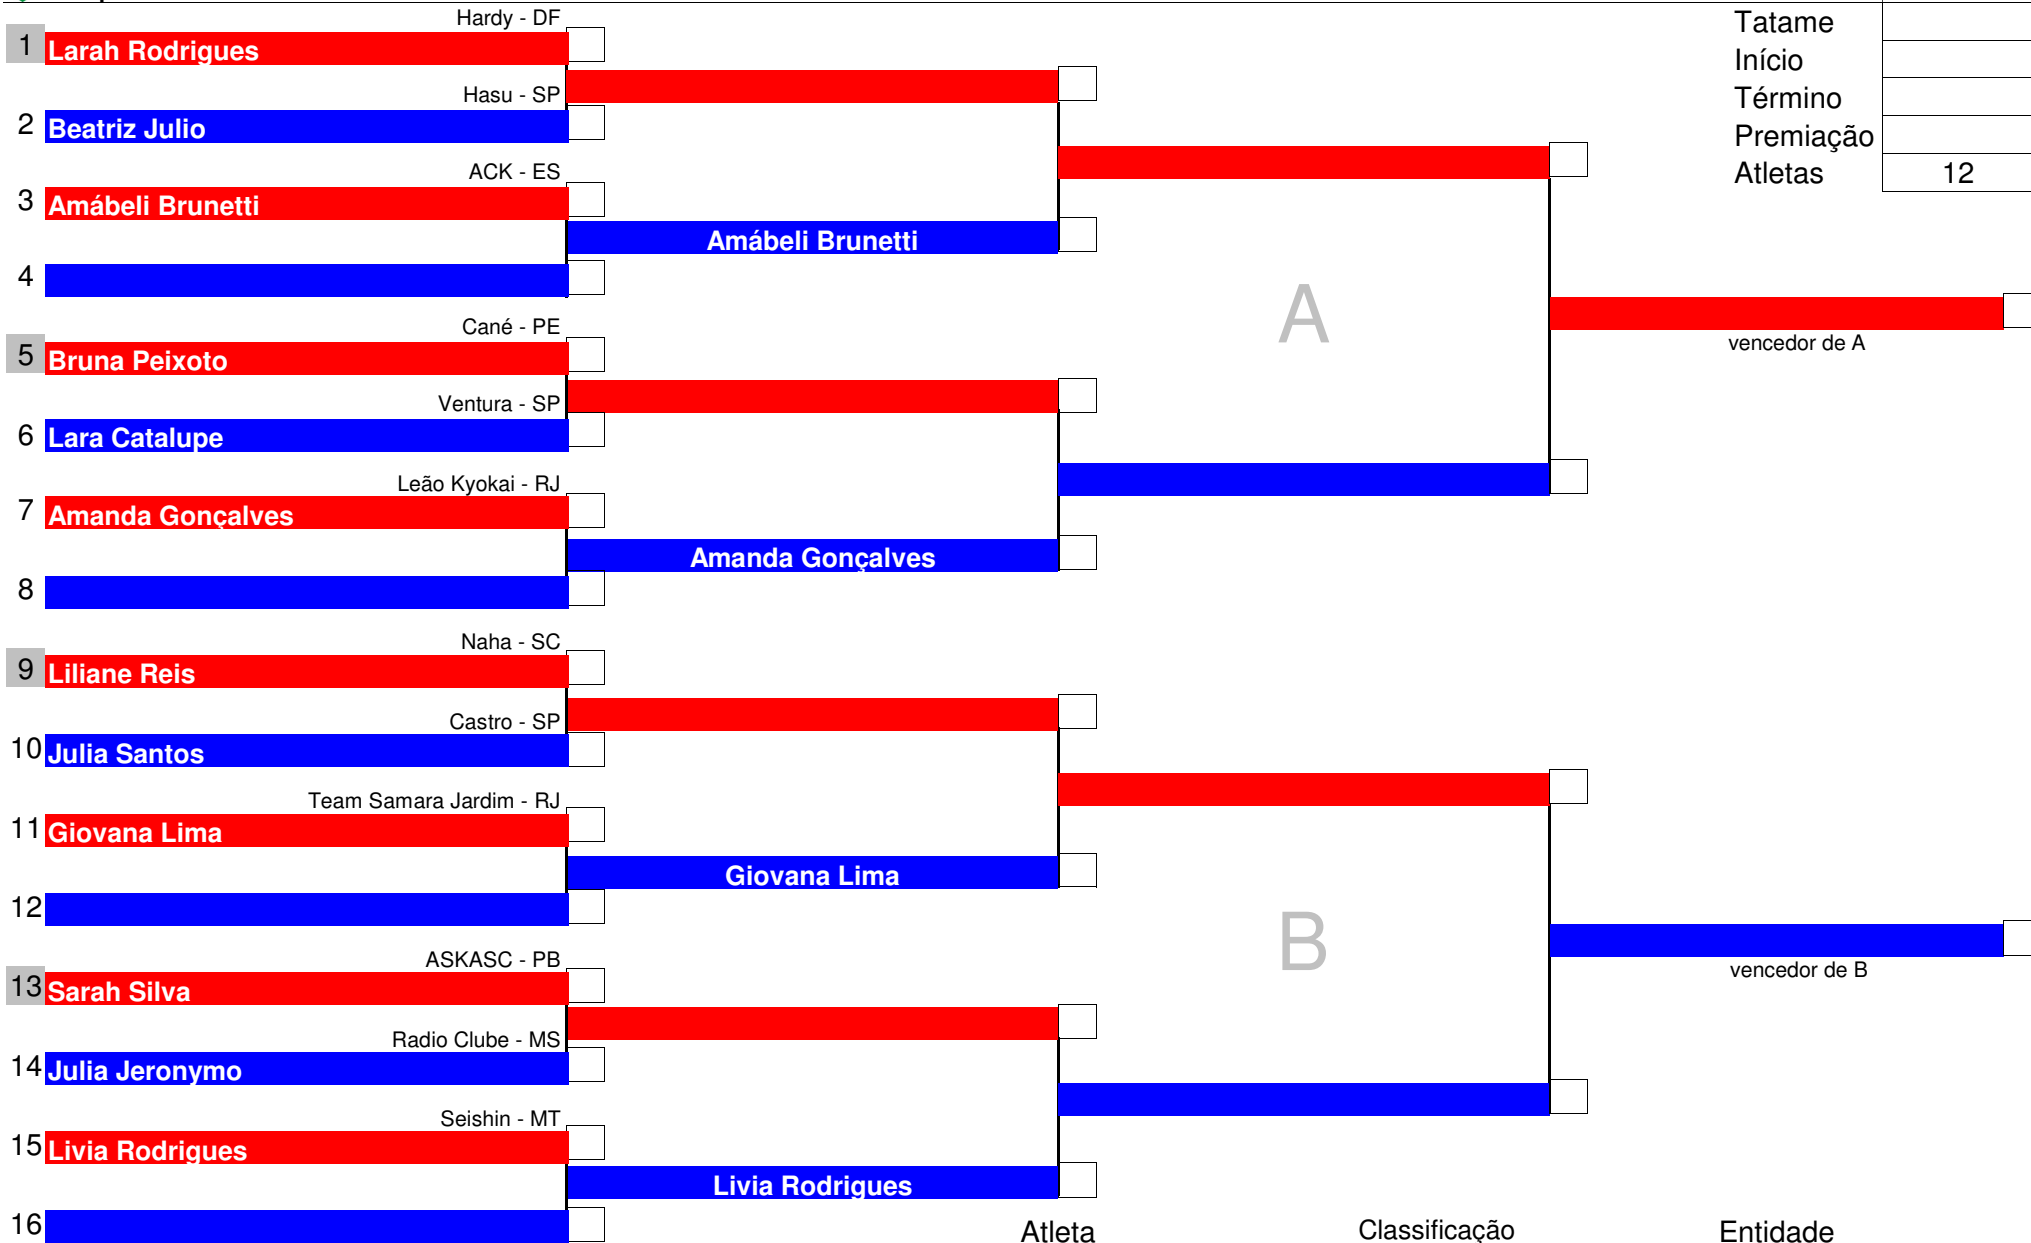 Hardy - DF
1 Larah Rodrigues
Hasu - SP
2 Beatriz Julio
ACK - ES
3 Amábeli Brunetti
Amábeli Brunetti
4
Cané - PE
5 Bruna Peixoto
Ventura - SP
6 Lara Catalupe
Leão Kyokai - RJ
7 Amanda Gonçalves
Amanda Gonçalves
8
Naha - SC
9 Liliane Reis
Castro - SP
10 Julia Santos
Team Samara Jardim - RJ
11 Giovana Lima
Giovana Lima
12
ASKASC - PB
13 Sarah Silva
Radio Clube - MS
14 Julia Jeronymo
Seishin - MT
15 Livia Rodrigues
Livia Rodrigues
16
A
B
vencedor de A
vencedor de B
Tatame
Início
Término
Premiação
Atletas 12
Atleta Classificação Entidade